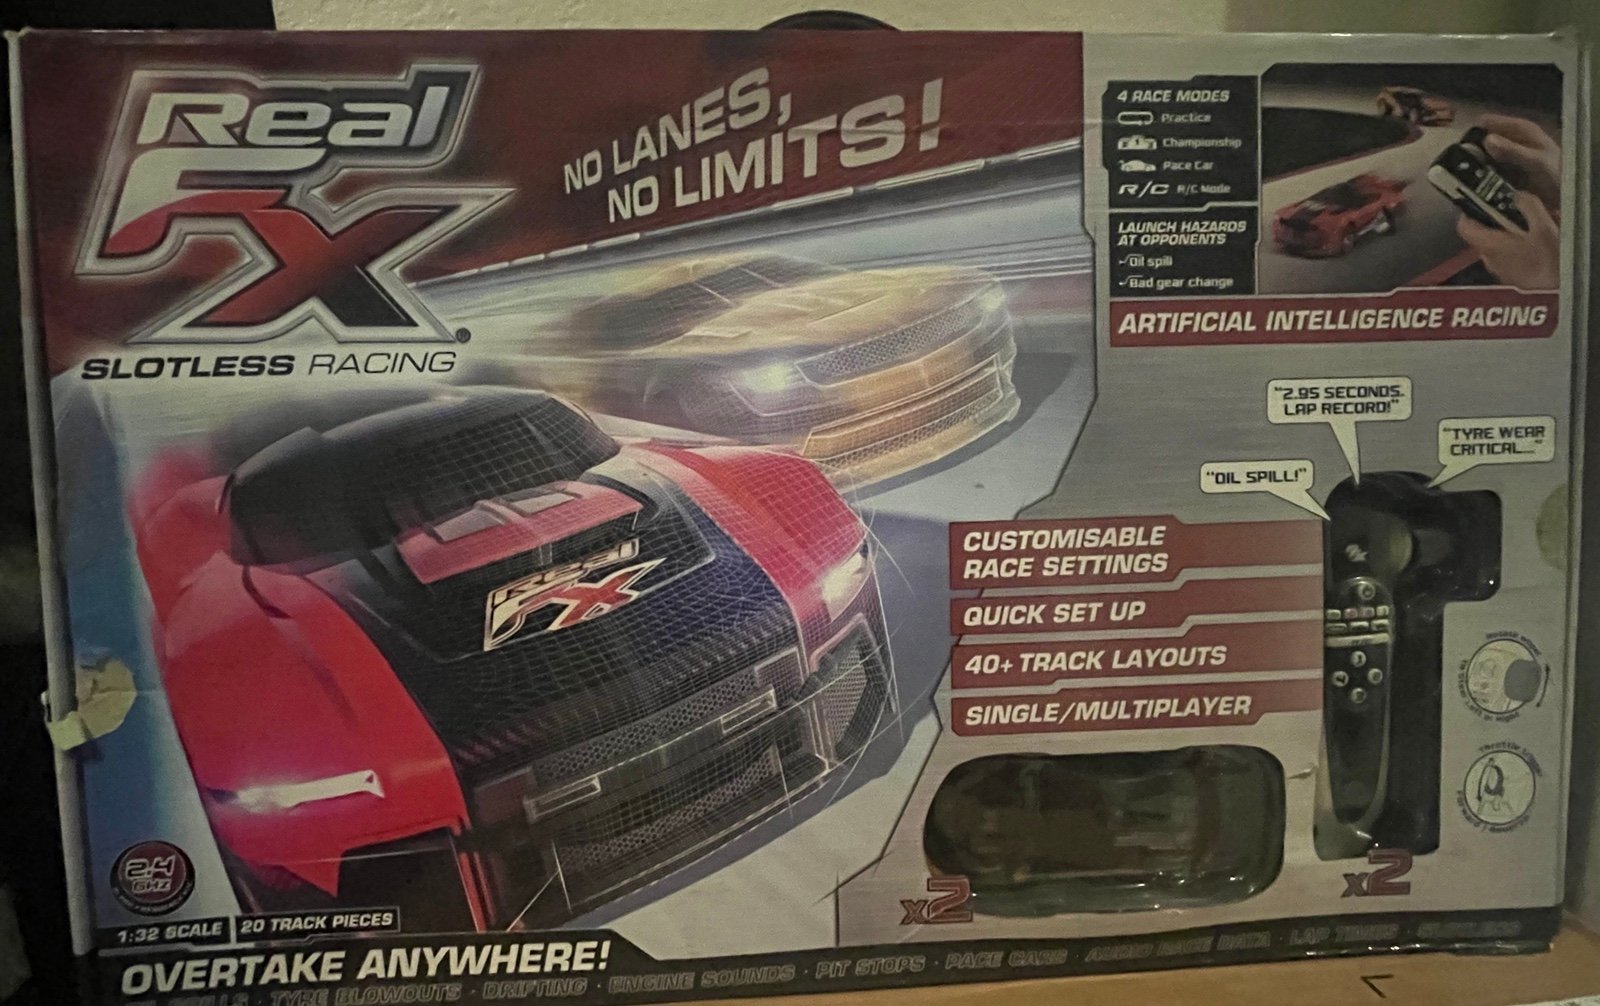 Real
FX
SLOTLESS RACING
NO LANES,
NO LIMITS!
4 RACE MODES
Practice
Championship
Pace Car
R/C R/C Mode
LAUNCH HAZARDS
AT OPPONENTS
Oil spill
Bad gear change
ARTIFICIAL INTELLIGENCE RACING
"2.95 SECONDS.
LAP RECORD!"
"TYRE WEAR
CRITICAL..."
"OIL SPILL!"
Real
FX
CUSTOMISABLE
RACE SETTINGS
QUICK SET UP
40+ TRACK LAYOUTS
SINGLE/MULTIPLAYER
x2
x2
2.4
GHz
1:32 SCALE
20 TRACK PIECES
OVERTAKE ANYWHERE!
SPILLS · TYRE BLOWOUTS · DRIFTING · ENGINE SOUNDS · PIT STOPS · PACE CARS · AUDIO RACE DATA · LAP TIMES